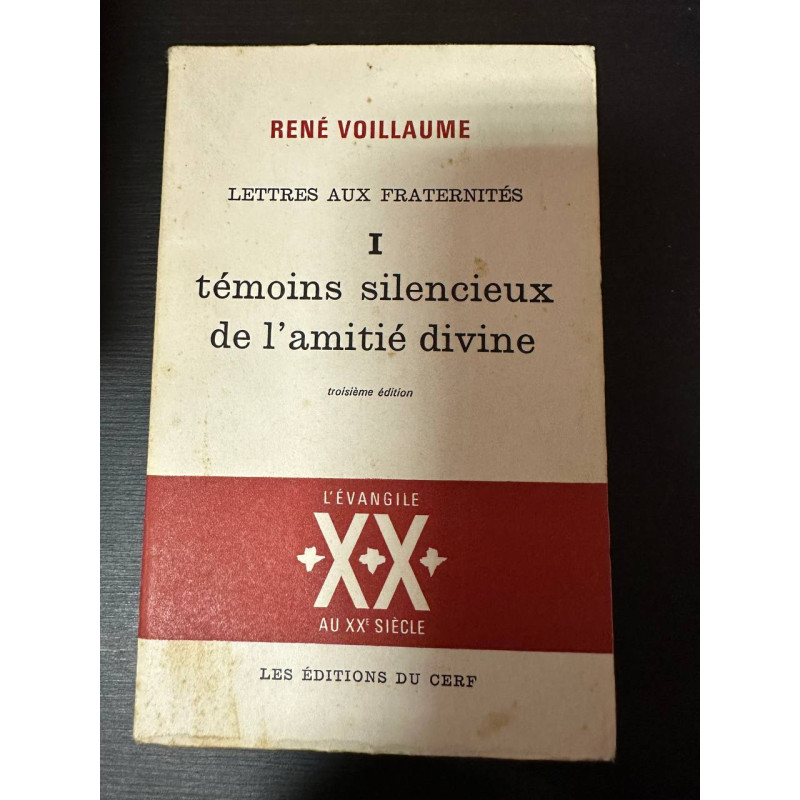 RENÉ VOILLAUME
LETTRES AUX FRATERNITÉS
I
témoins silencieux
de l'amitié divine
troisième édition
L'ÉVANGILE
XX
AU XXᴱ SIÈCLE
LES ÉDITIONS DU CERF